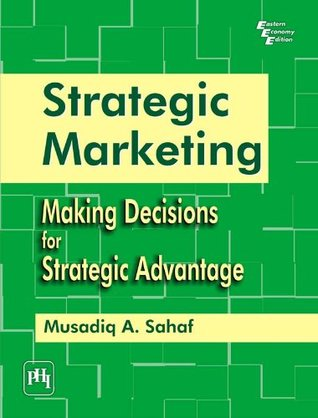 Eastern
Economy
Edition
Strategic
Marketing
Making Decisions
for
Strategic Advantage
Musadiq A. Sahaf
PHI